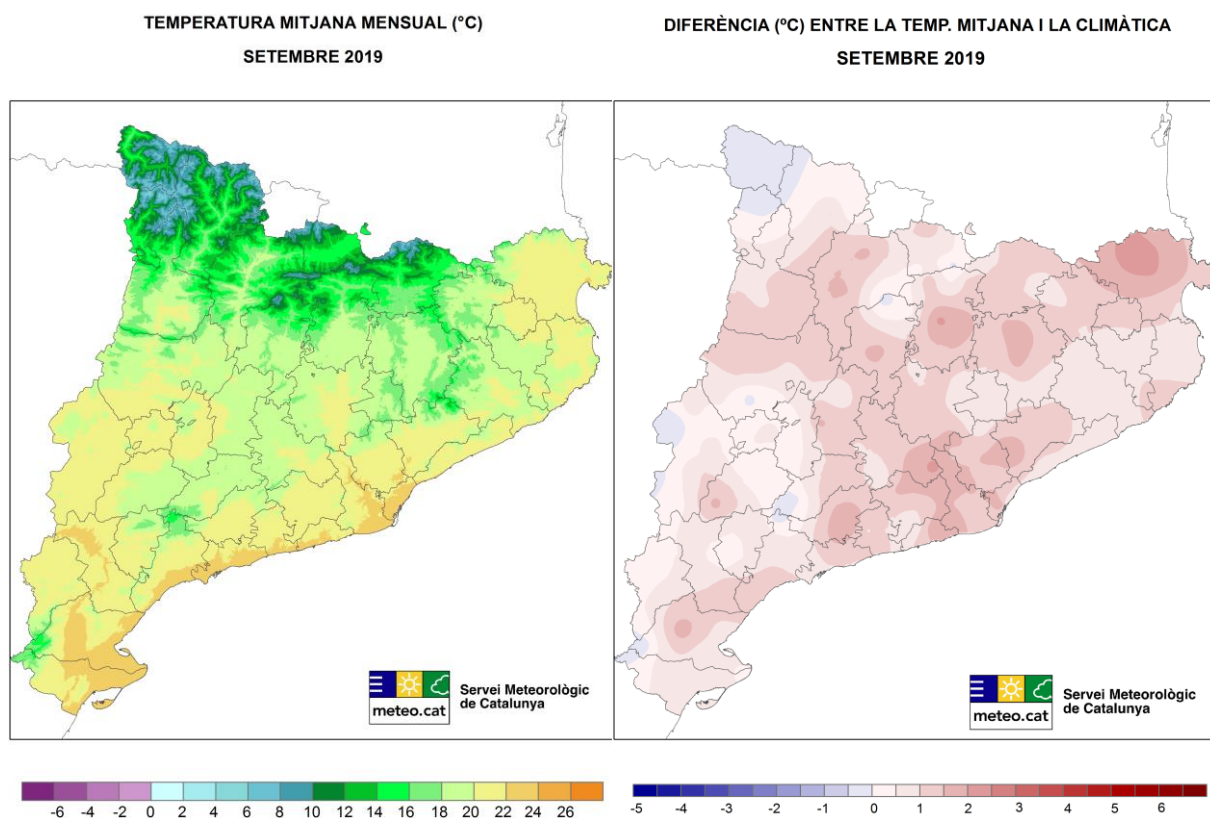 TEMPERATURA MITJANA MENSUAL (°C)
SETEMBRE 2019
meteo.cat
Servei Meteorològic
de Catalunya
-6 -4 -2 0 2 4 6 8 10 12 14 16 18 20 22 24 26
DIFERÈNCIA (ºC) ENTRE LA TEMP. MITJANA I LA CLIMÀTICA
SETEMBRE 2019
meteo.cat
Servei Meteorològic
de Catalunya
-5 -4 -3 -2 -1 0 1 2 3 4 5 6